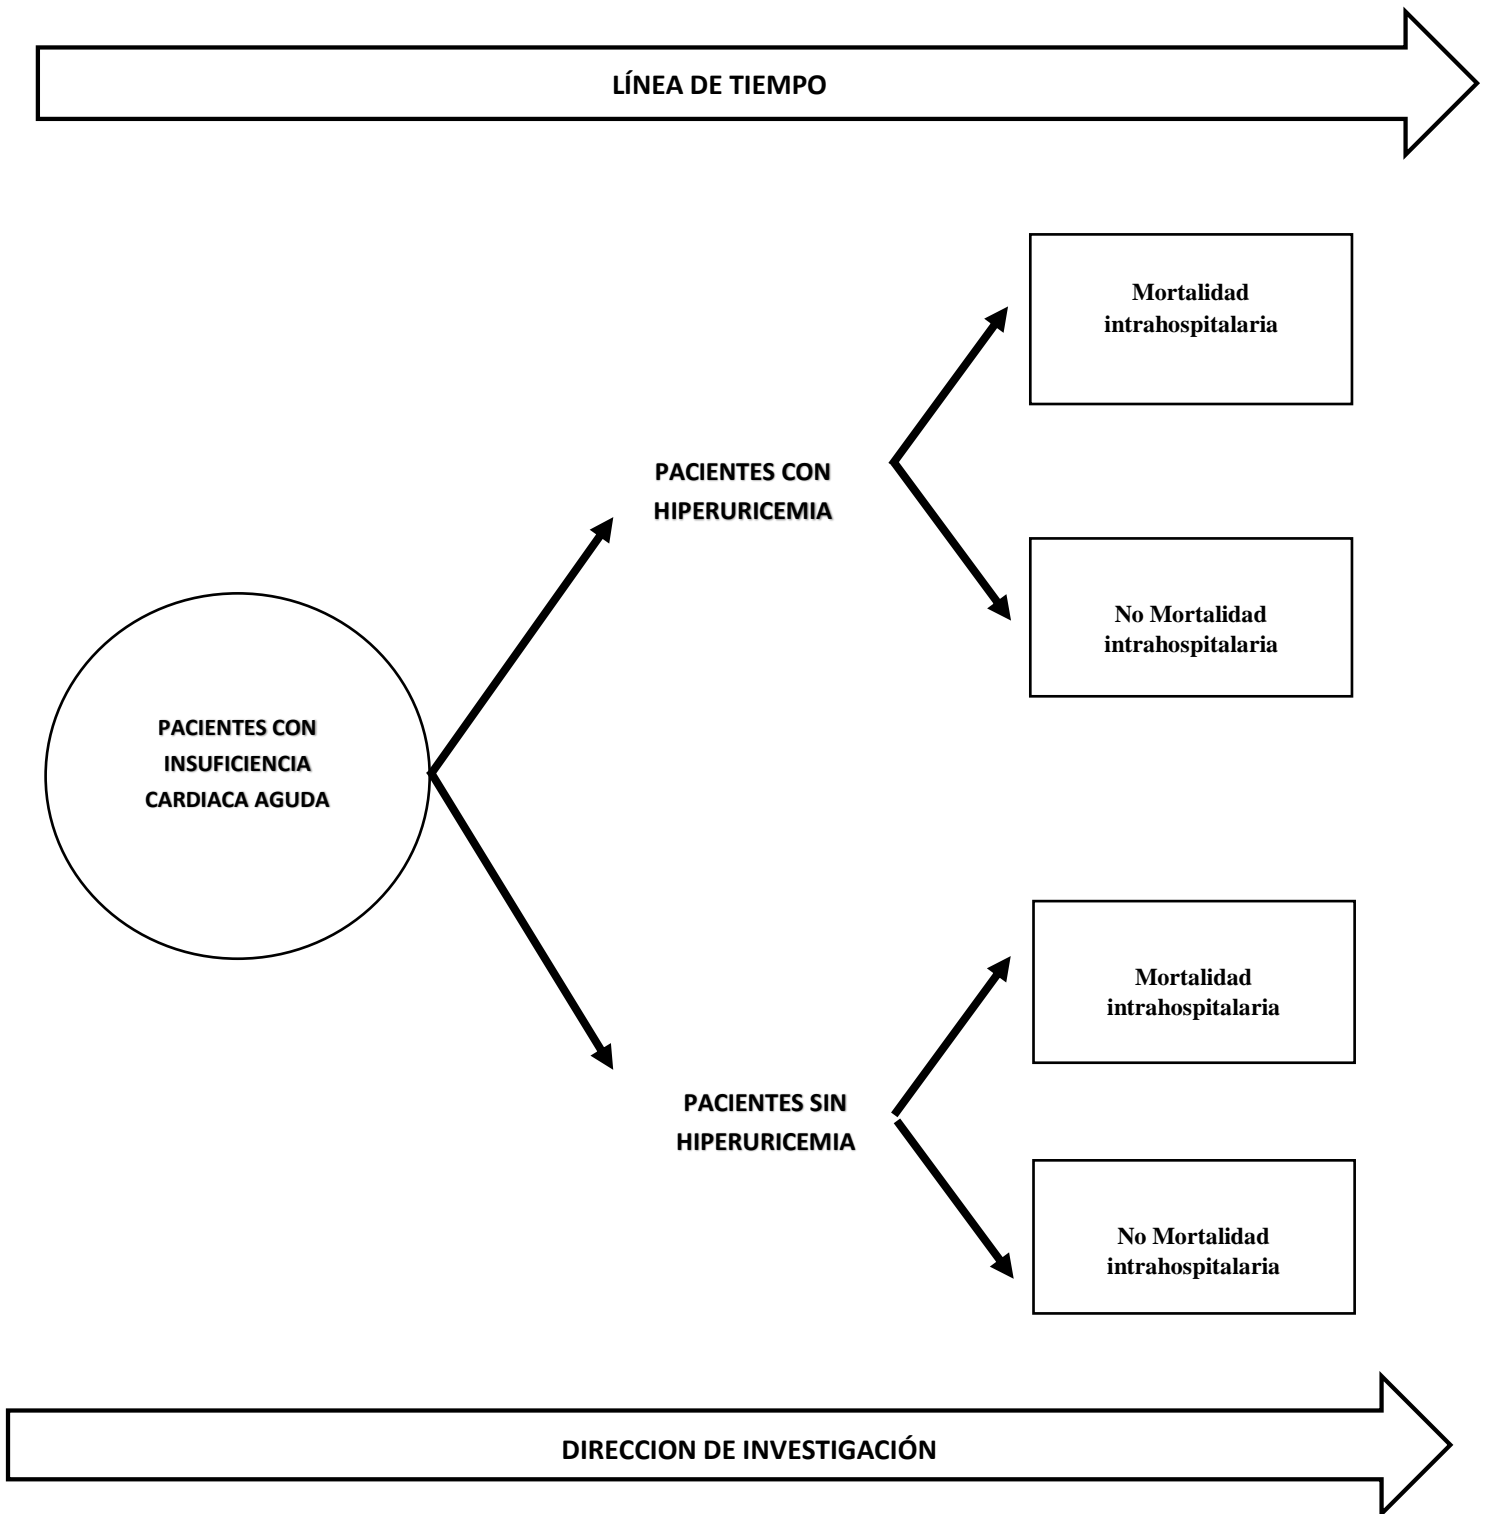 LÍNEA DE TIEMPO
Mortalidad
intrahospitalaria
PACIENTES CON
HIPERURICEMIA
No Mortalidad
intrahospitalaria
PACIENTES CON
INSUFICIENCIA
CARDIACA AGUDA
Mortalidad
intrahospitalaria
PACIENTES SIN
HIPERURICEMIA
No Mortalidad
intrahospitalaria
DIRECCION DE INVESTIGACIÓN